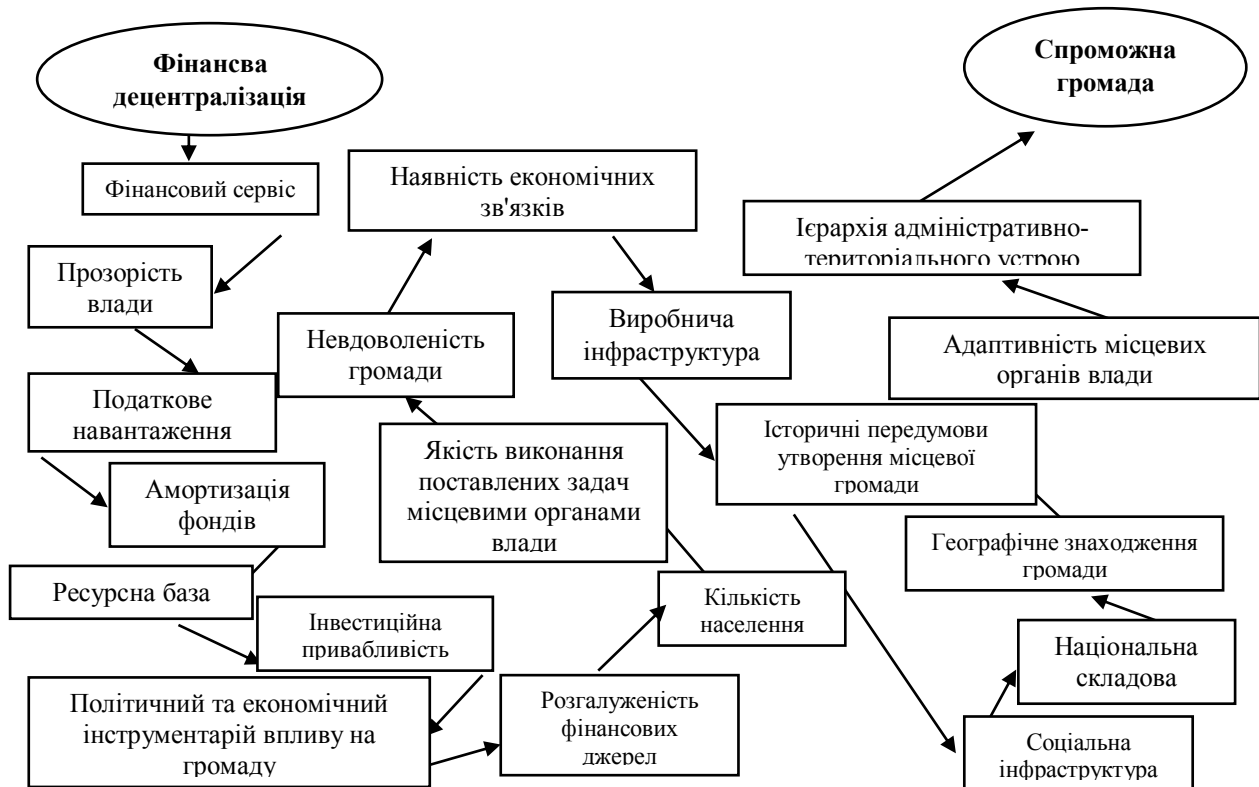 Фінансва
децентралізація
Спроможна
громада
Фінансовий сервіс
Наявність економічних
зв'язків
Ієрархія адміністративно-
територіального устрою
Прозорість
влади
Невдоволеність
громади
Виробнича
інфраструктура
Адаптивність місцевих
органів влади
Податкове
навантаження
Історичні передумови
утворення місцевої
громади
Якість виконання
поставлених задач
місцевими органами
влади
Амортизація
фондів
Географічне знаходження
громади
Ресурсна база
Кількість
населення
Інвестиційна
привабливість
Національна
складова
Політичний та економічний
інструментарій впливу на
громаду
Розгалуженість
фінансових
джерел
Соціальна
інфраструктура